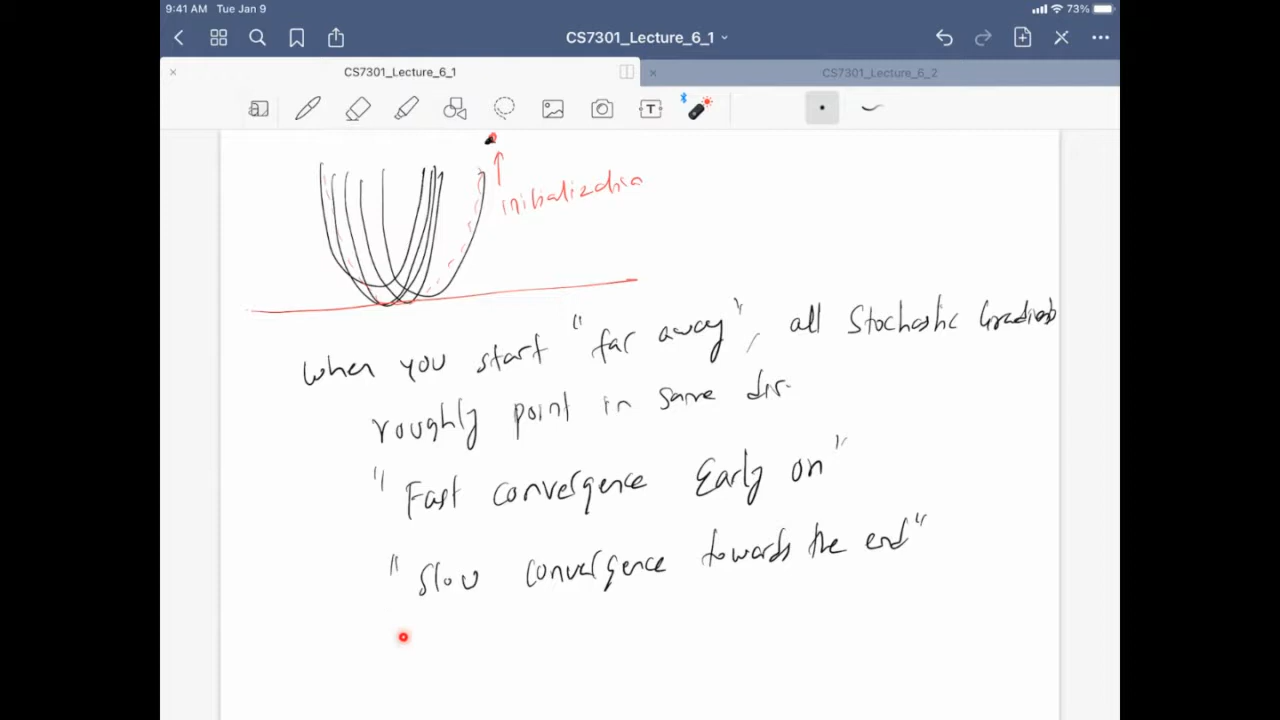 9:41 AM Tue Jan 9
73%
CS7301_Lecture_6_1
CS7301_Lecture_6_1
CS7301_Lecture_6_2
T
initialization
When you start "far away", all Stochastic Gradients
roughly point in same dir.
"Fast convergence Early on"
"Slow convergence towards the end"